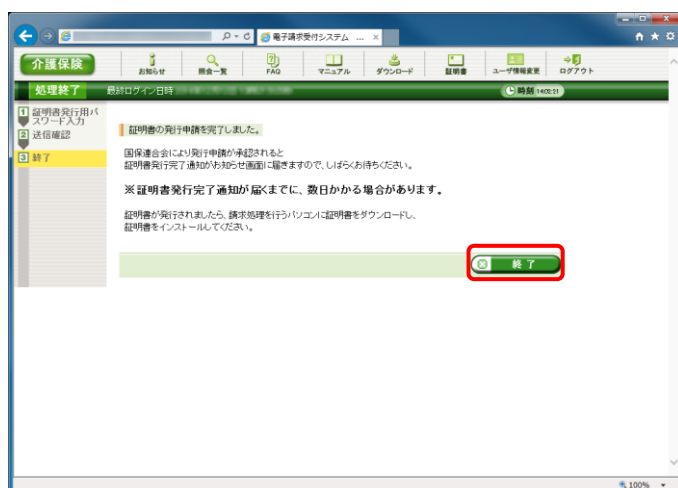 電子請求受付システム ...
介護保険
お知らせ
照会一覧
FAQ
マニュアル
ダウンロード
証明書
ユーザ情報変更
ログアウト
処理終了
最終ログイン日時
時刻
1 証明書発行用パ
スワード入力
2 送信確認
3 終了
証明書の発行申請を完了しました。
国保連合会により発行申請が承認されると
証明書発行完了通知がお知らせ画面に届きますので、しばらくお待ちください。
※証明書発行完了通知が届くまでに、数日かかる場合があります。
証明書が発行されましたら、請求処理を行うパソコンに証明書をダウンロードし、
証明書をインストールしてください。
終了
100%